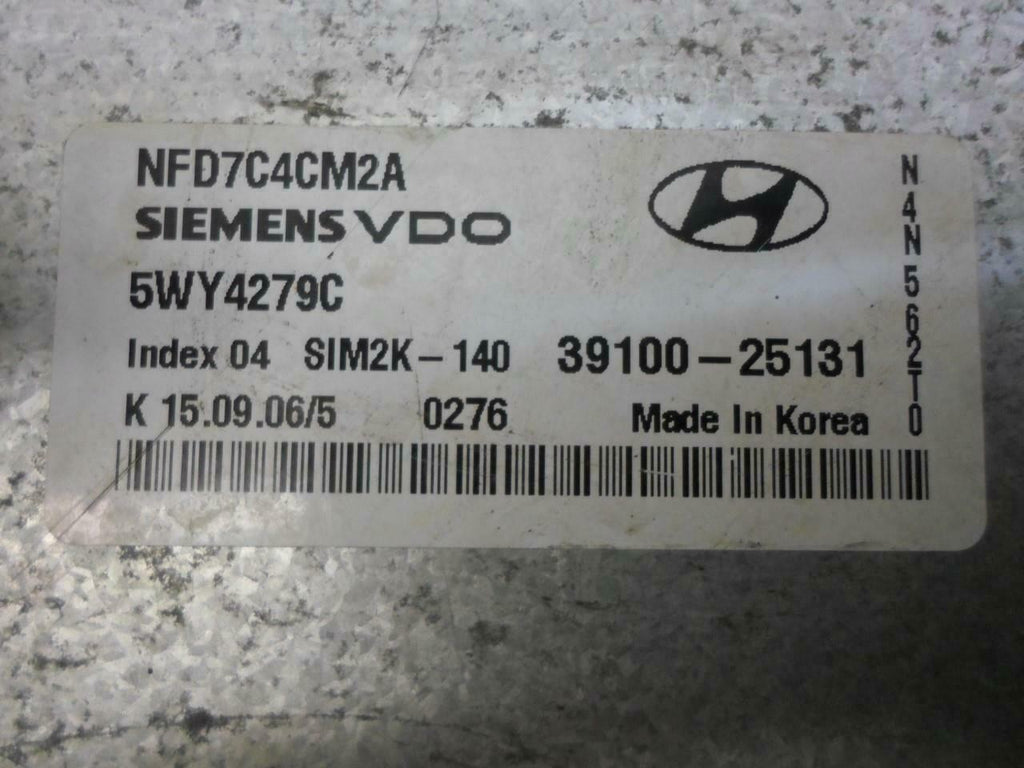 NFD7C4CM2A
SIEMENS VDO
5WY4279C
Index 04 SIM2K-140 39100-25131
K 15.09.06/5 0276 Made In Korea
N4N562T0